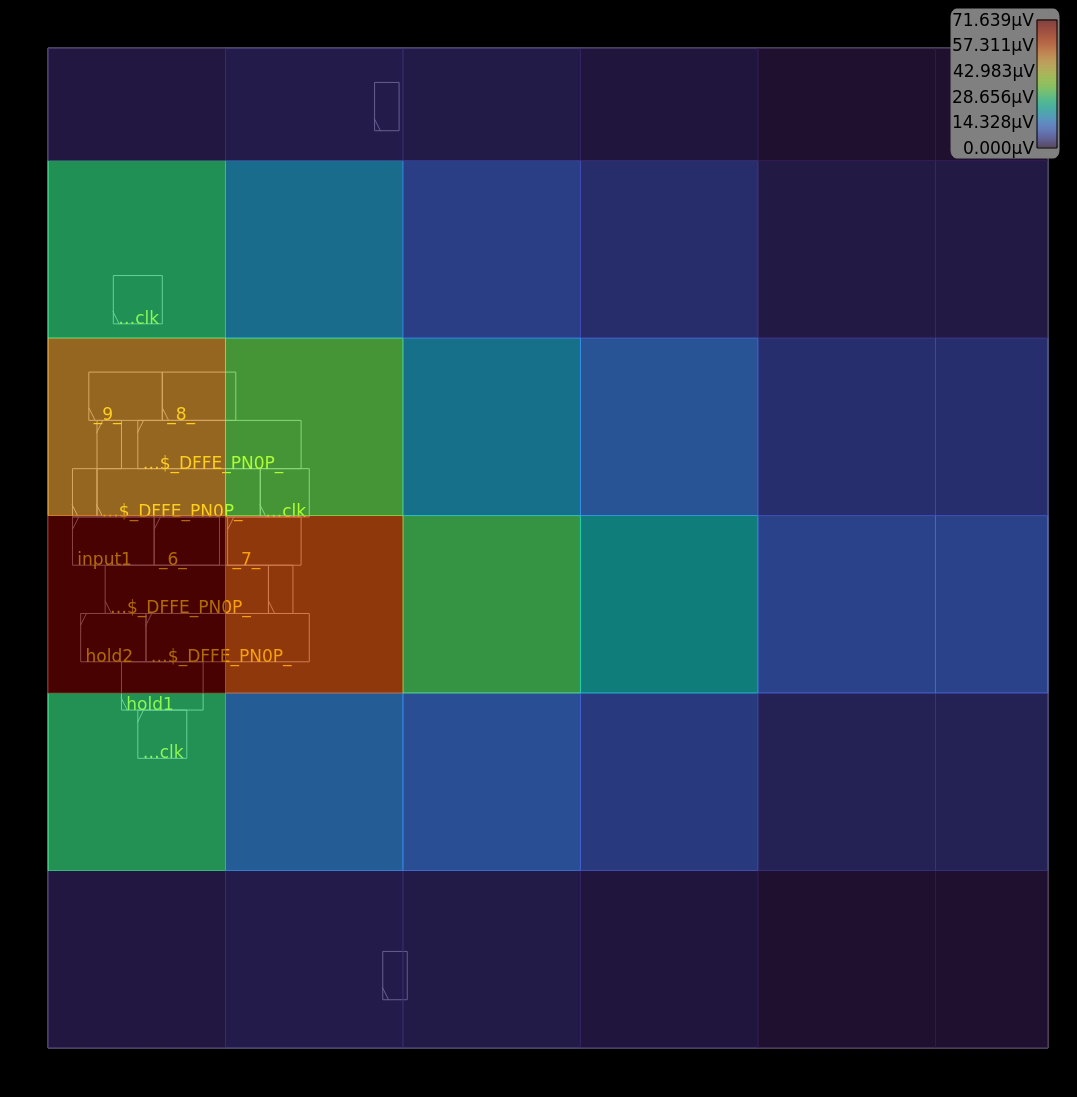 71.639µV
57.311µV
42.983µV
28.656µV
14.328µV
0.000µV
...clk
_9_ _8_
...$_DFFE_PN0P_
...$_DFFE_PN0P_ ...clk
input1 _6_ _7_
...$_DFFE_PN0P_
hold2 ...$_DFFE_PN0P_
hold1
...clk